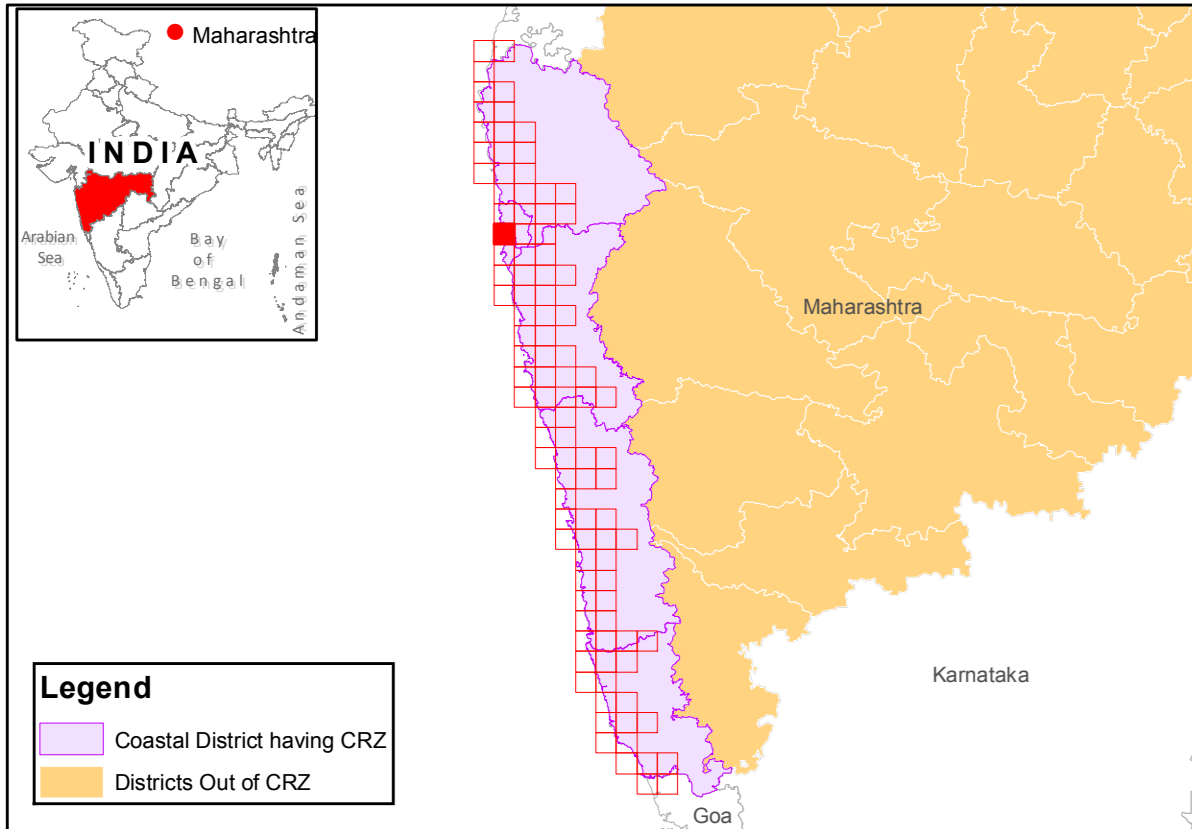 Maharashtra
I N D I A
Arabian
Sea
Bay
of
Bengal
Andaman Sea
Maharashtra
Karnataka
Goa
Legend
Coastal District having CRZ
Districts Out of CRZ